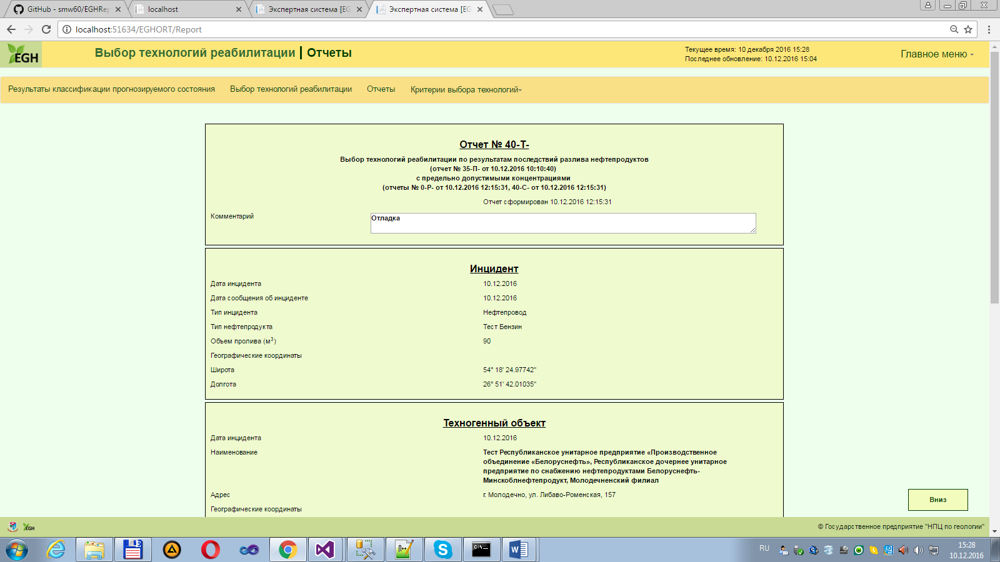 GitHub - smw60/EGHRep
localhost
Экспертная система [EG
Экспертная система [EG
localhost:51634/EGHORT/Report
EGH
Выбор технологий реабилитации | Отчеты
Текущее время: 10 декабря 2016 15:28
Последнее обновление: 10.12.2016 15:04
Главное меню
Результаты классификации прогнозируемого состояния
Выбор технологий реабилитации
Отчеты
Критерии выбора технологий
Отчет № 40-Т-
Выбор технологий реабилитации по результатам последствий разлива нефтепродуктов
(отчет № 35-П- от 10.12.2016 10:10:40)
с предельно допустимыми концентрациями
(отчеты № 0-Р- от 10.12.2016 12:15:31, 40-С- от 10.12.2016 12:15:31)
Отчет сформирован 10.12.2016 12:15:31
Комментарий
Отладка
Инцидент
Дата инцидента 10.12.2016
Дата сообщения об инциденте 10.12.2016
Тип инцидента Нефтепровод
Тип нефтепродукта Тест Бензин
Объем пролива (м³) 90
Географические координаты
Широта 54° 18' 24.97742"
Долгота 26° 51' 42.01035"
Техногенный объект
Дата инцидента 10.12.2016
Наименование Тест Республиканское унитарное предприятие «Производственное
объединение «Белоруснефть», Республиканское дочернее унитарное
предприятие по снабжению нефтепродуктами Белоруснефть-
Минскоблнефтепродукт, Молодечненский филиал
Адрес г. Молодечно, ул. Либаво-Роменская, 157
Географические координаты
Вниз
EGH
© Государственное предприятие "НПЦ по геологии"
RU
15:28
10.12.2016